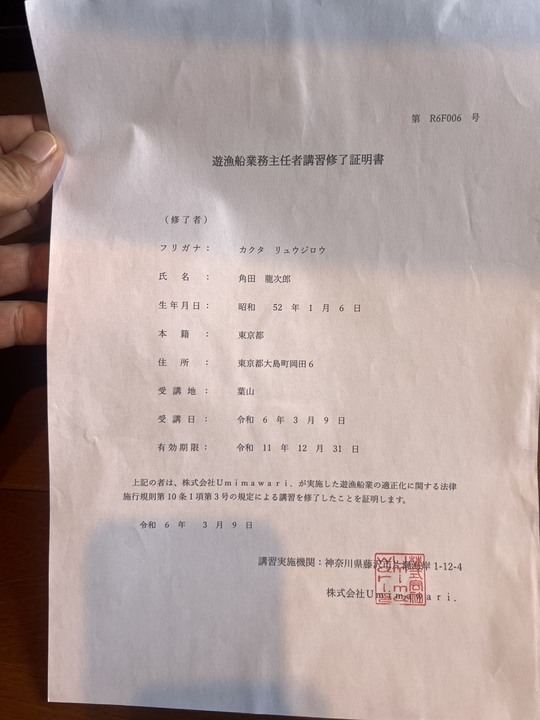 第 R6F006 号
遊漁船業務主任者講習修了証明書
（修了者）
フリガナ： カクタ リュウジロウ
氏 名 ： 角田 龍次郎
生年月日： 昭和 52 年 1 月 6 日
本 籍 ： 東京都
住 所 ： 東京都大島町岡田6
受 講 地 ： 葉山
受 講 日 ： 令和 6 年 3 月 9 日
有効期限： 令和 11 年 12 月 31 日
上記の者は、株式会社Ｕｍｉｍａｗａｒｉ．が実施した遊漁船業の適正化に関する法律
施行規則第10条1項第3号の規定による講習を修了したことを証明します。
令和 6 年 3 月 9 日
講習実施機関：神奈川県藤沢市片瀬海岸 1-12-4
株式会社Ｕｍｉｍａｗａｒｉ．